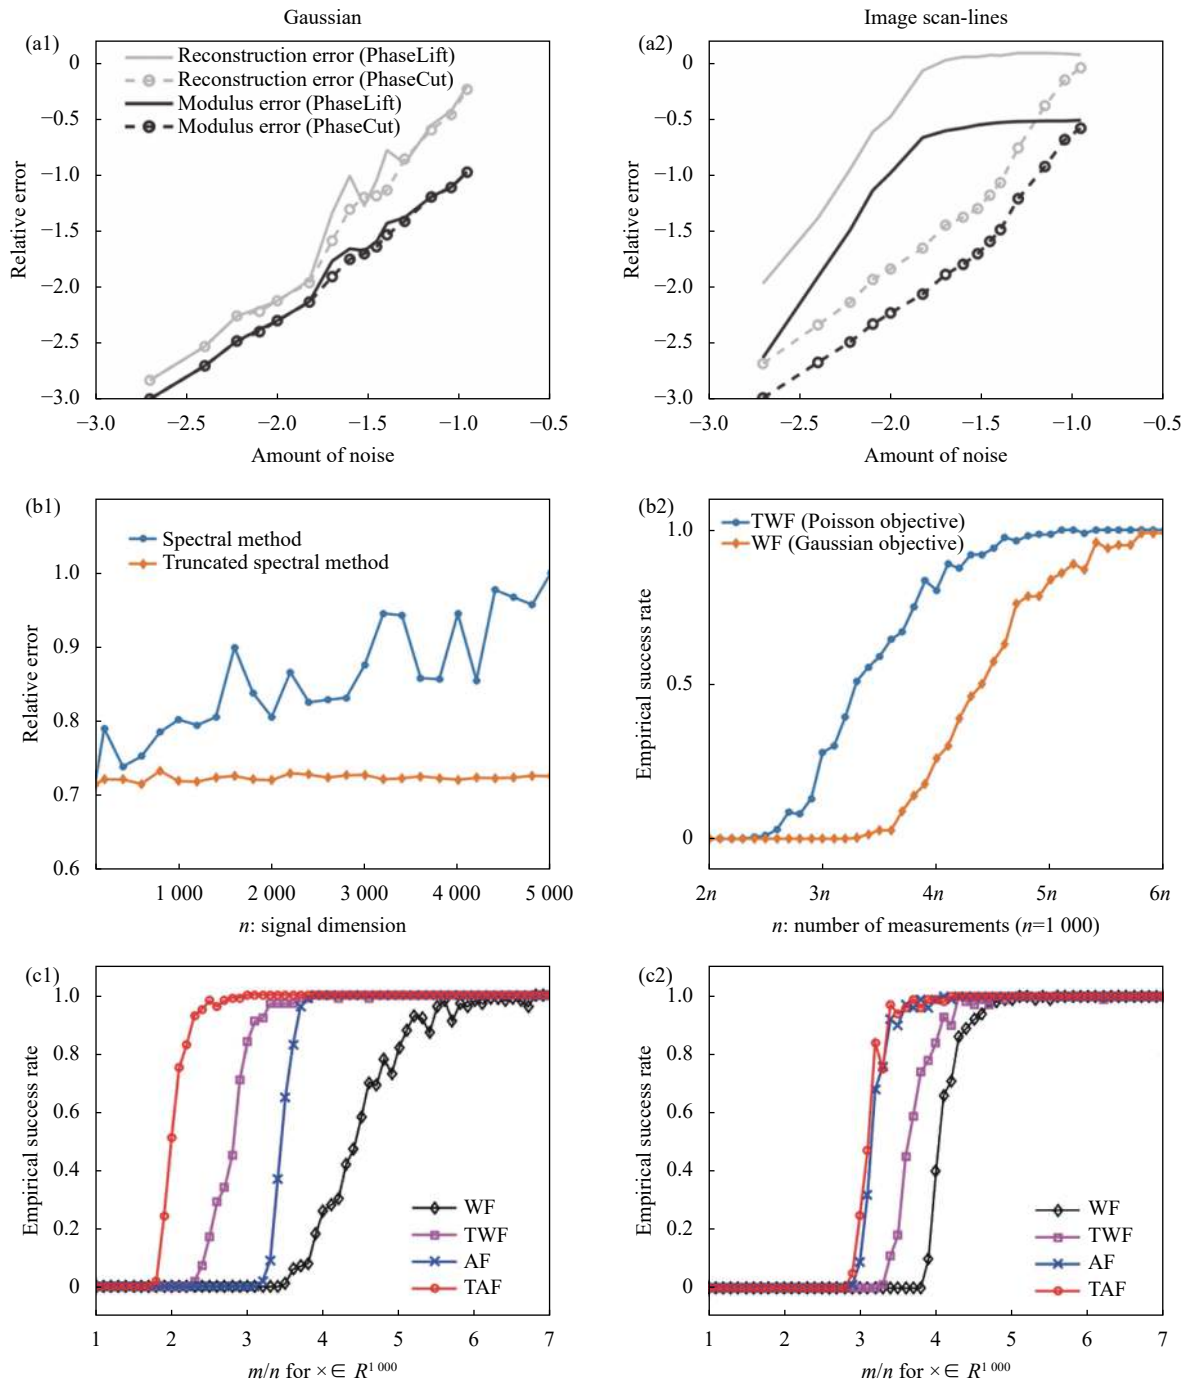 Gaussian
(a1)
Reconstruction error (PhaseLift)
Reconstruction error (PhaseCut)
Modulus error (PhaseLift)
Modulus error (PhaseCut)
0
−0.5
−1.0
−1.5
−2.0
−2.5
−3.0
Relative error
−3.0 −2.5 −2.0 −1.5 −1.0 −0.5
Amount of noise
Image scan-lines
(a2)
0
−0.5
−1.0
−1.5
−2.0
−2.5
−3.0
Relative error
−3.0 −2.5 −2.0 −1.5 −1.0 −0.5
Amount of noise
(b1)
Spectral method
Truncated spectral method
1.0
0.9
0.8
0.7
0.6
Relative error
1 000 2 000 3 000 4 000 5 000
n: signal dimension
(b2)
TWF (Poisson objective)
WF (Gaussian objective)
1.0
0.5
0
Empirical success rate
2n 3n 4n 5n 6n
n: number of measurements (n=1 000)
(c1)
1.0
0.8
0.6
0.4
0.2
0
Empirical success rate
WF
TWF
AF
TAF
1 2 3 4 5 6 7
m/n for × ∈ R^1 000
(c2)
1.0
0.8
0.6
0.4
0.2
0
Empirical success rate
WF
TWF
AF
TAF
1 2 3 4 5 6 7
m/n for × ∈ R^1 000